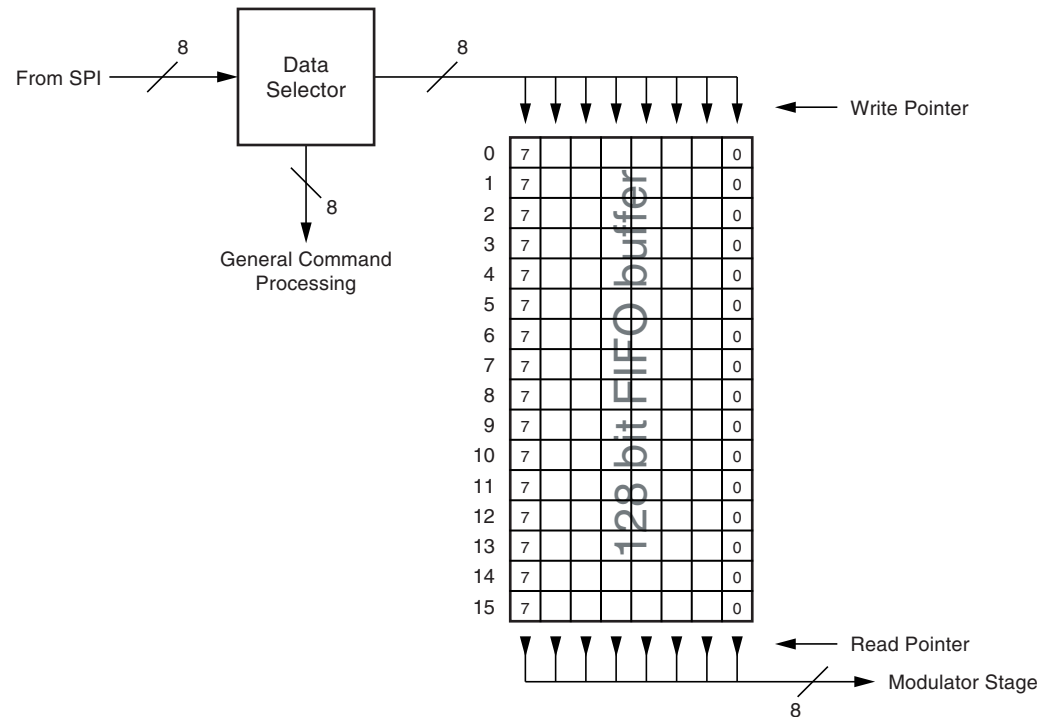 8
8
From SPI
Data
Selector
Write Pointer
8
General Command
Processing
0 7 0
1 7 0
2 7 0
3 7 0
4 7 0
5 7 0
6 7 0
7 7 0
8 7 0
9 7 0
10 7 0
11 7 0
12 7 0
13 7 0
14 7 0
15 7 0
128 bit FIFO buffer
Read Pointer
Modulator Stage
8